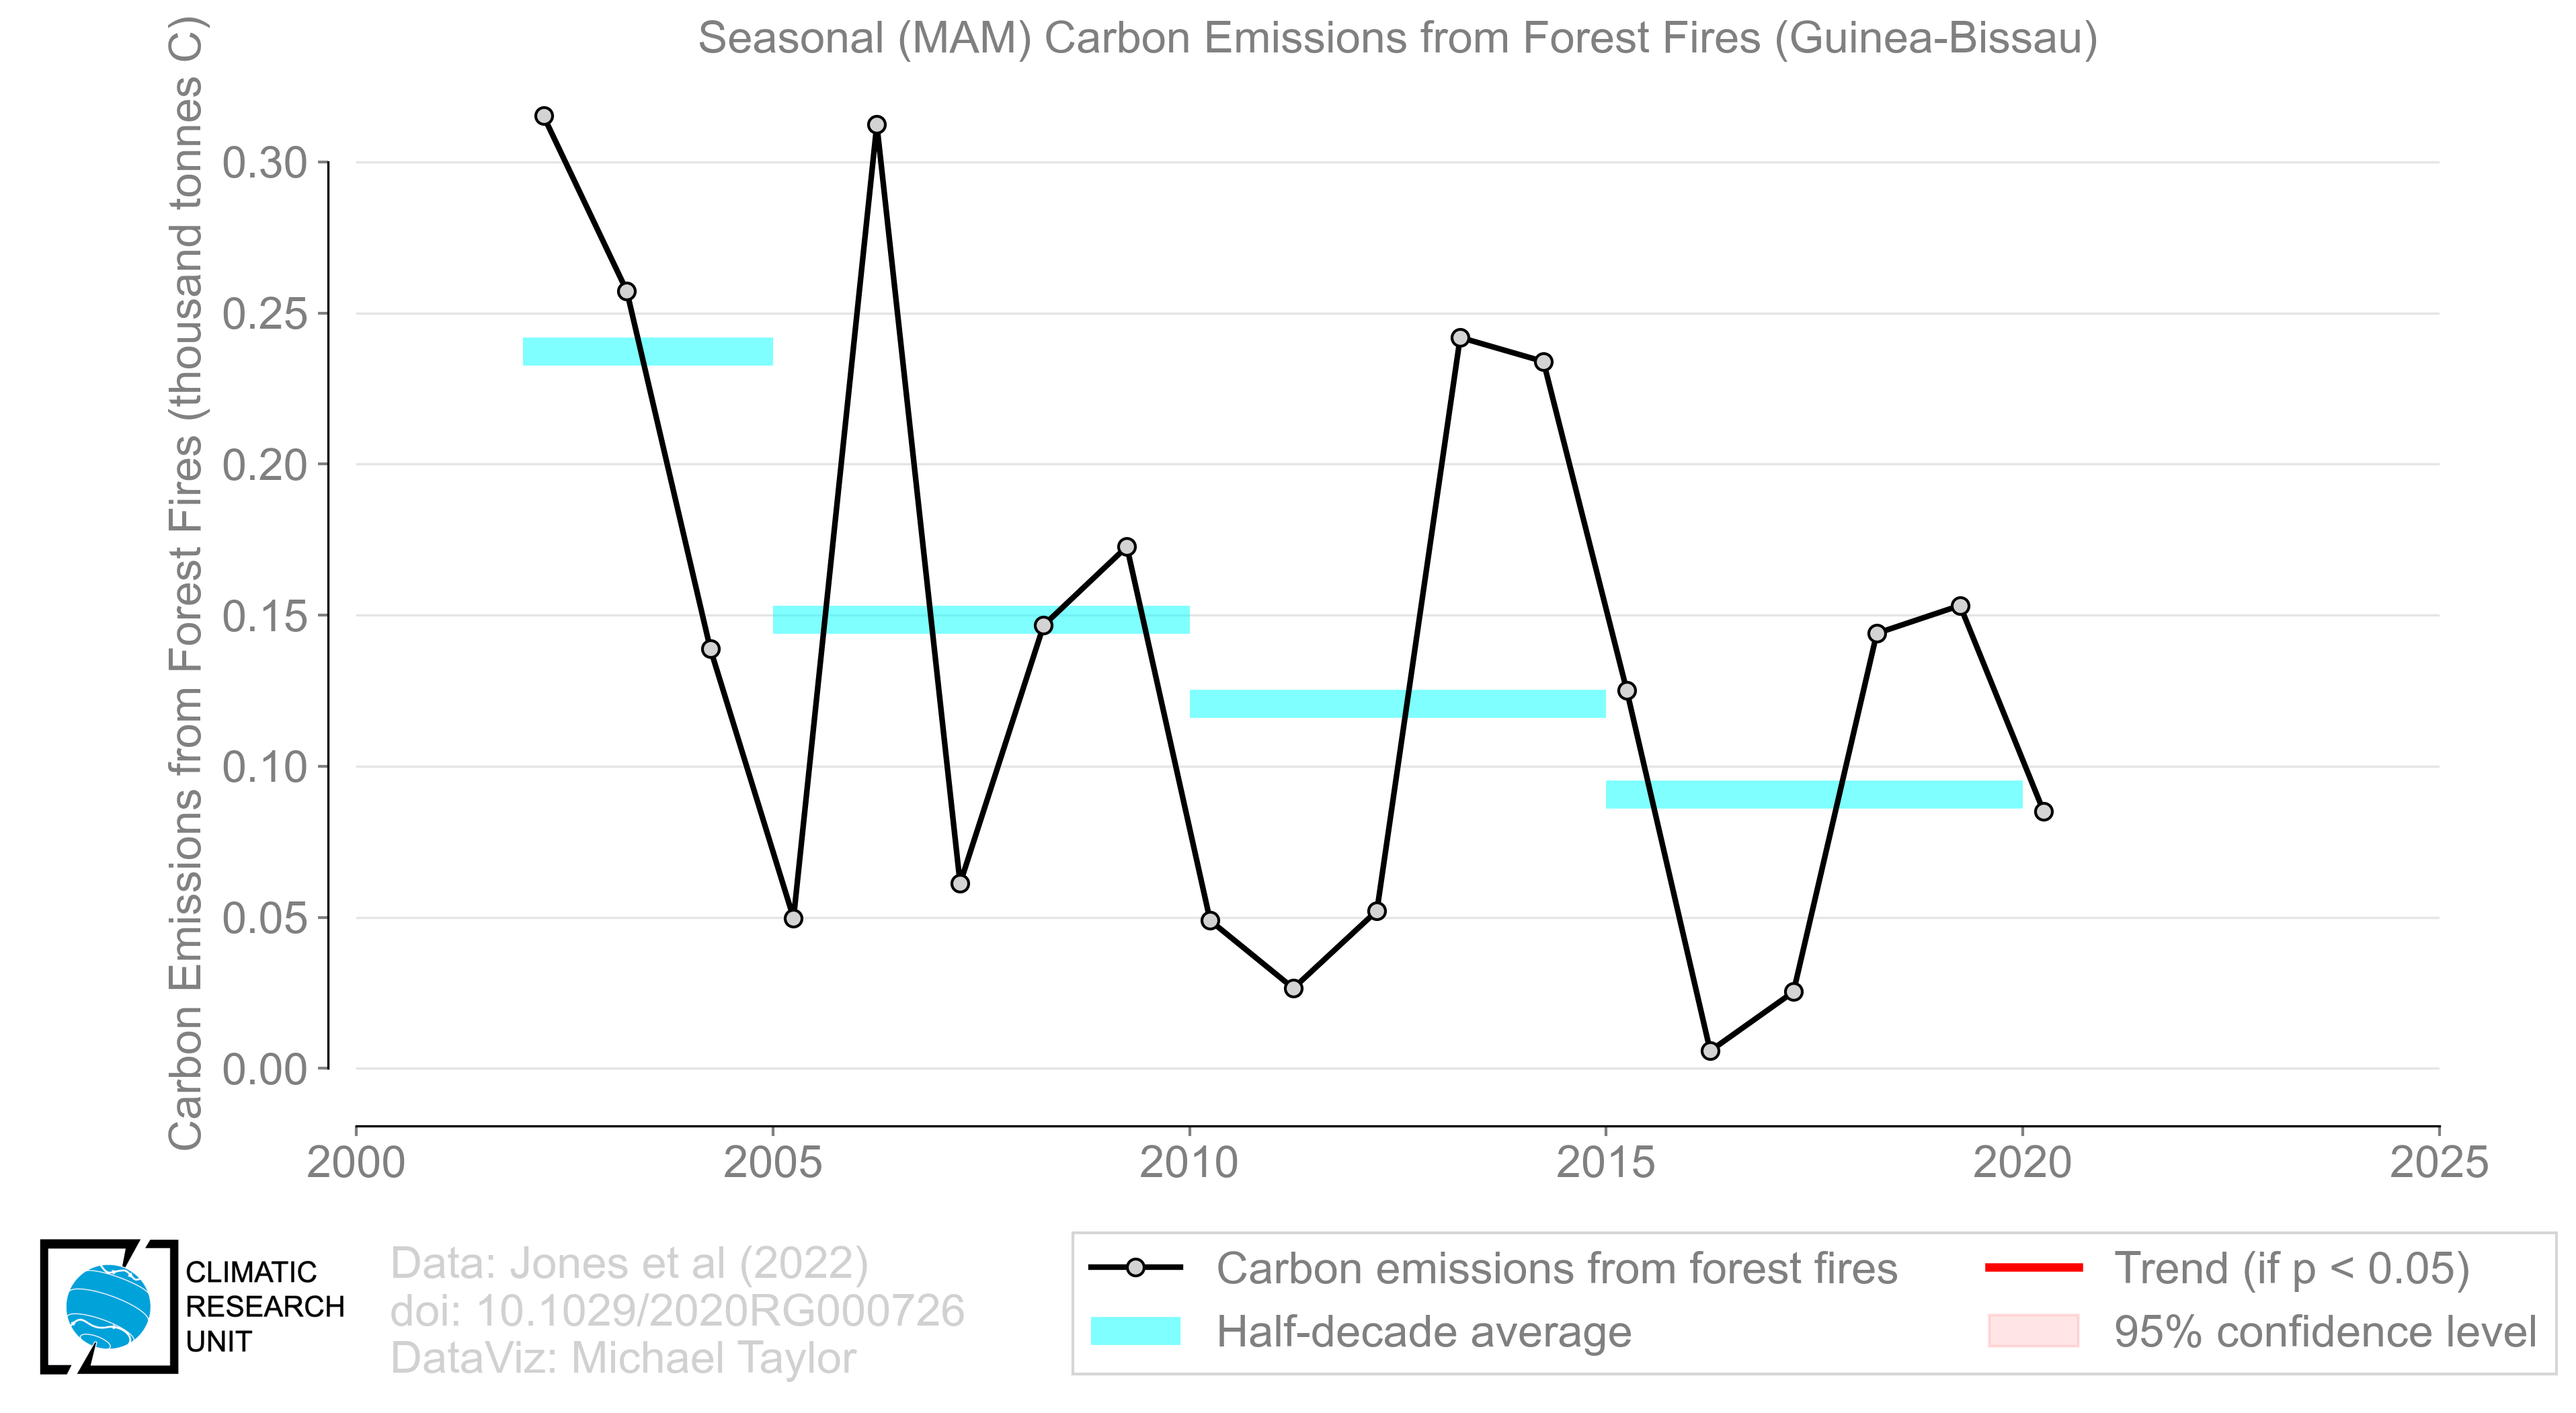 Seasonal (MAM) Carbon Emissions from Forest Fires (Guinea-Bissau)
Carbon Emissions from Forest Fires (thousand tonnes C)
0.30
0.25
0.20
0.15
0.10
0.05
0.00
2000 2005 2010 2015 2020 2025
CLIMATIC
RESEARCH
UNIT
Data: Jones et al (2022)
doi: 10.1029/2020RG000726
DataViz: Michael Taylor
Carbon emissions from forest fires
Half-decade average
Trend (if p < 0.05)
95% confidence level